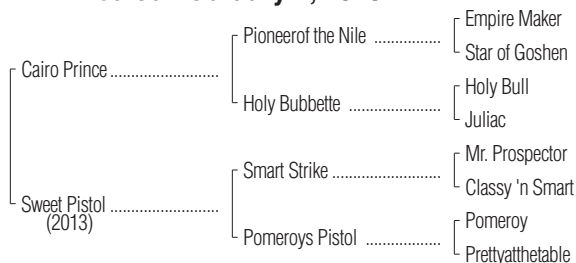 Empire Maker
Pioneerof the Nile ..................
Star of Goshen
Cairo Prince ........................
Holy Bull
Holy Bubbette .....................
Juliac
Mr. Prospector
Smart Strike ........................
Classy 'n Smart
Sweet Pistol ........................
(2013)
Pomeroy
Pomeroys Pistol .................
Prettyatthetable